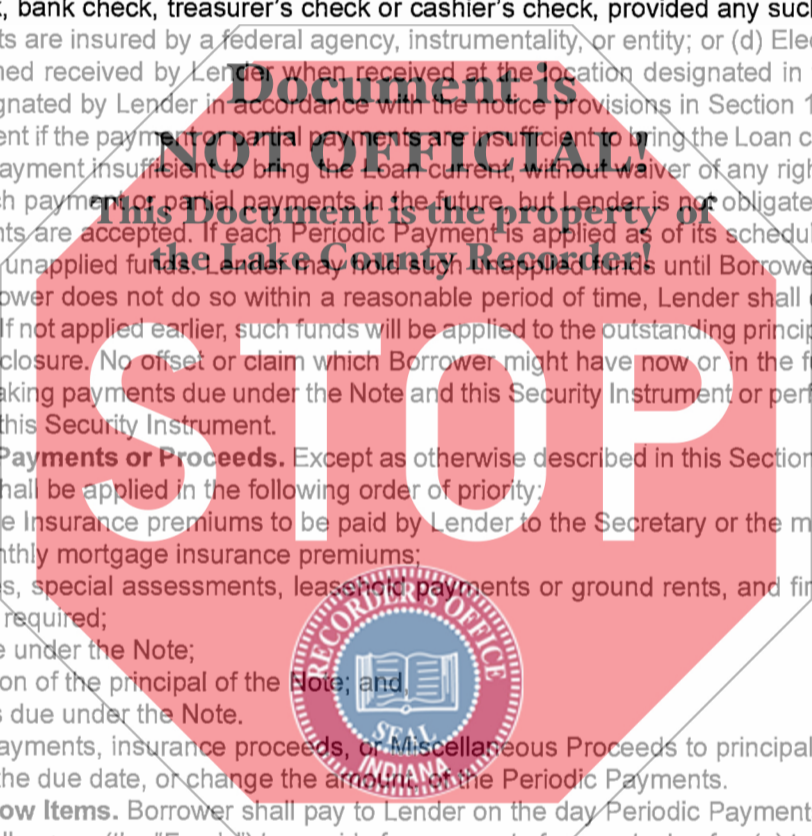 , bank check, treasurer's check or cashier's check, provided any suc
ts are insured by a federal agency, instrumentality, or entity; or (d) Elec
ned received by Lender when received at the location designated in
gnated by Lender in accordance with the notice provisions in Section 1
ent if the payment or partial payments are insufficient to bring the Loan c
ayment insufficient to bring the Loan current, without waiver of any righ
h payment or partial payments in the future, but Lender is not obligate
nts are accepted. If each Periodic Payment is applied as of its schedul
unapplied funds. Lender may hold such unapplied funds until Borrowe
ower does not do so within a reasonable period of time, Lender shall
If not applied earlier, such funds will be applied to the outstanding princip
closure. No offset or claim which Borrower might have now or in the f
aking payments due under the Note and this Security Instrument or perf
this Security Instrument.
Payments or Proceeds. Except as otherwise described in this Section
hall be applied in the following order of priority:
e Insurance premiums to be paid by Lender to the Secretary or the m
nthly mortgage insurance premiums;
s, special assessments, leasehold payments or ground rents, and fir
required;
e under the Note;
on of the principal of the Note; and,
s due under the Note.
ayments, insurance proceeds, or Miscellaneous Proceeds to principal
he due date, or change the amount, of the Periodic Payments.
ow Items. Borrower shall pay to Lender on the day Periodic Payment
Document is
NOT OFFICIAL!
This Document is the property of
the Lake County Recorder!
STOP
RECORDER'S OFFICE
SEAL
INDIANA